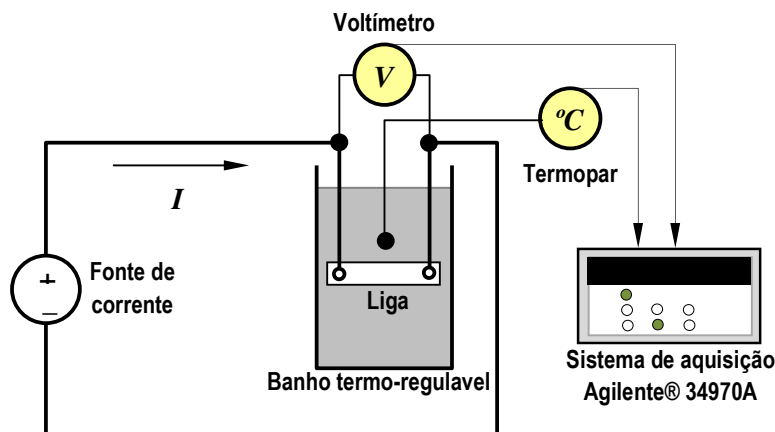 Voltímetro
V
ºC
Termopar
I
+
–
Fonte de
corrente
Liga
Banho termo-regulavel
Sistema de aquisição
Agilente® 34970A